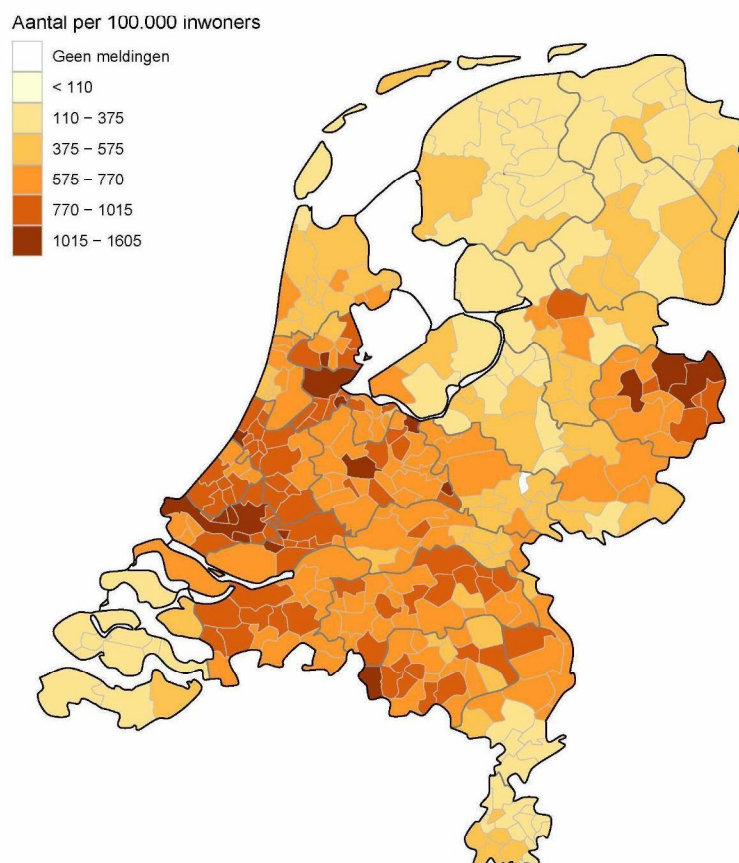 Aantal per 100.000 inwoners
Geen meldingen
< 110
110 – 375
375 – 575
575 – 770
770 – 1015
1015 – 1605